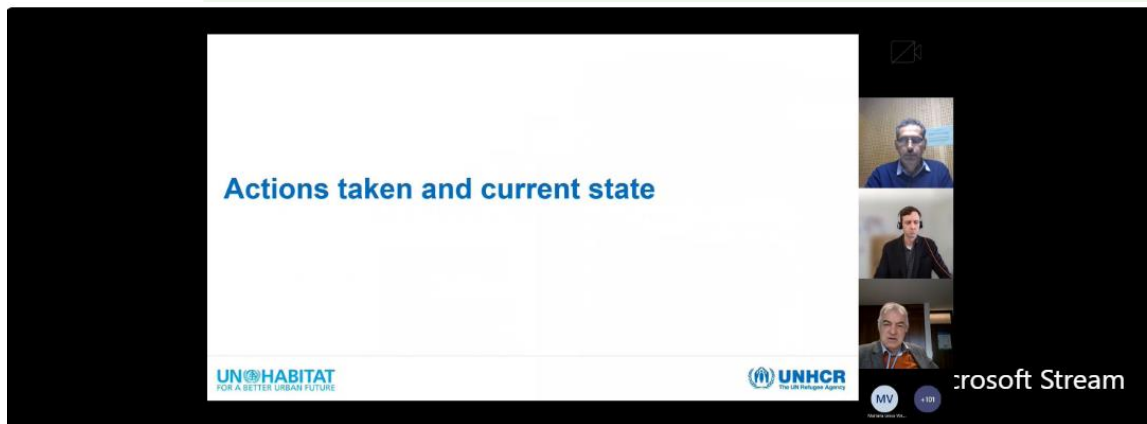 Actions taken and current state
UN HABITAT
FOR A BETTER URBAN FUTURE
UNHCR
The UN Refugee Agency
crosoft Stream
MV
+101